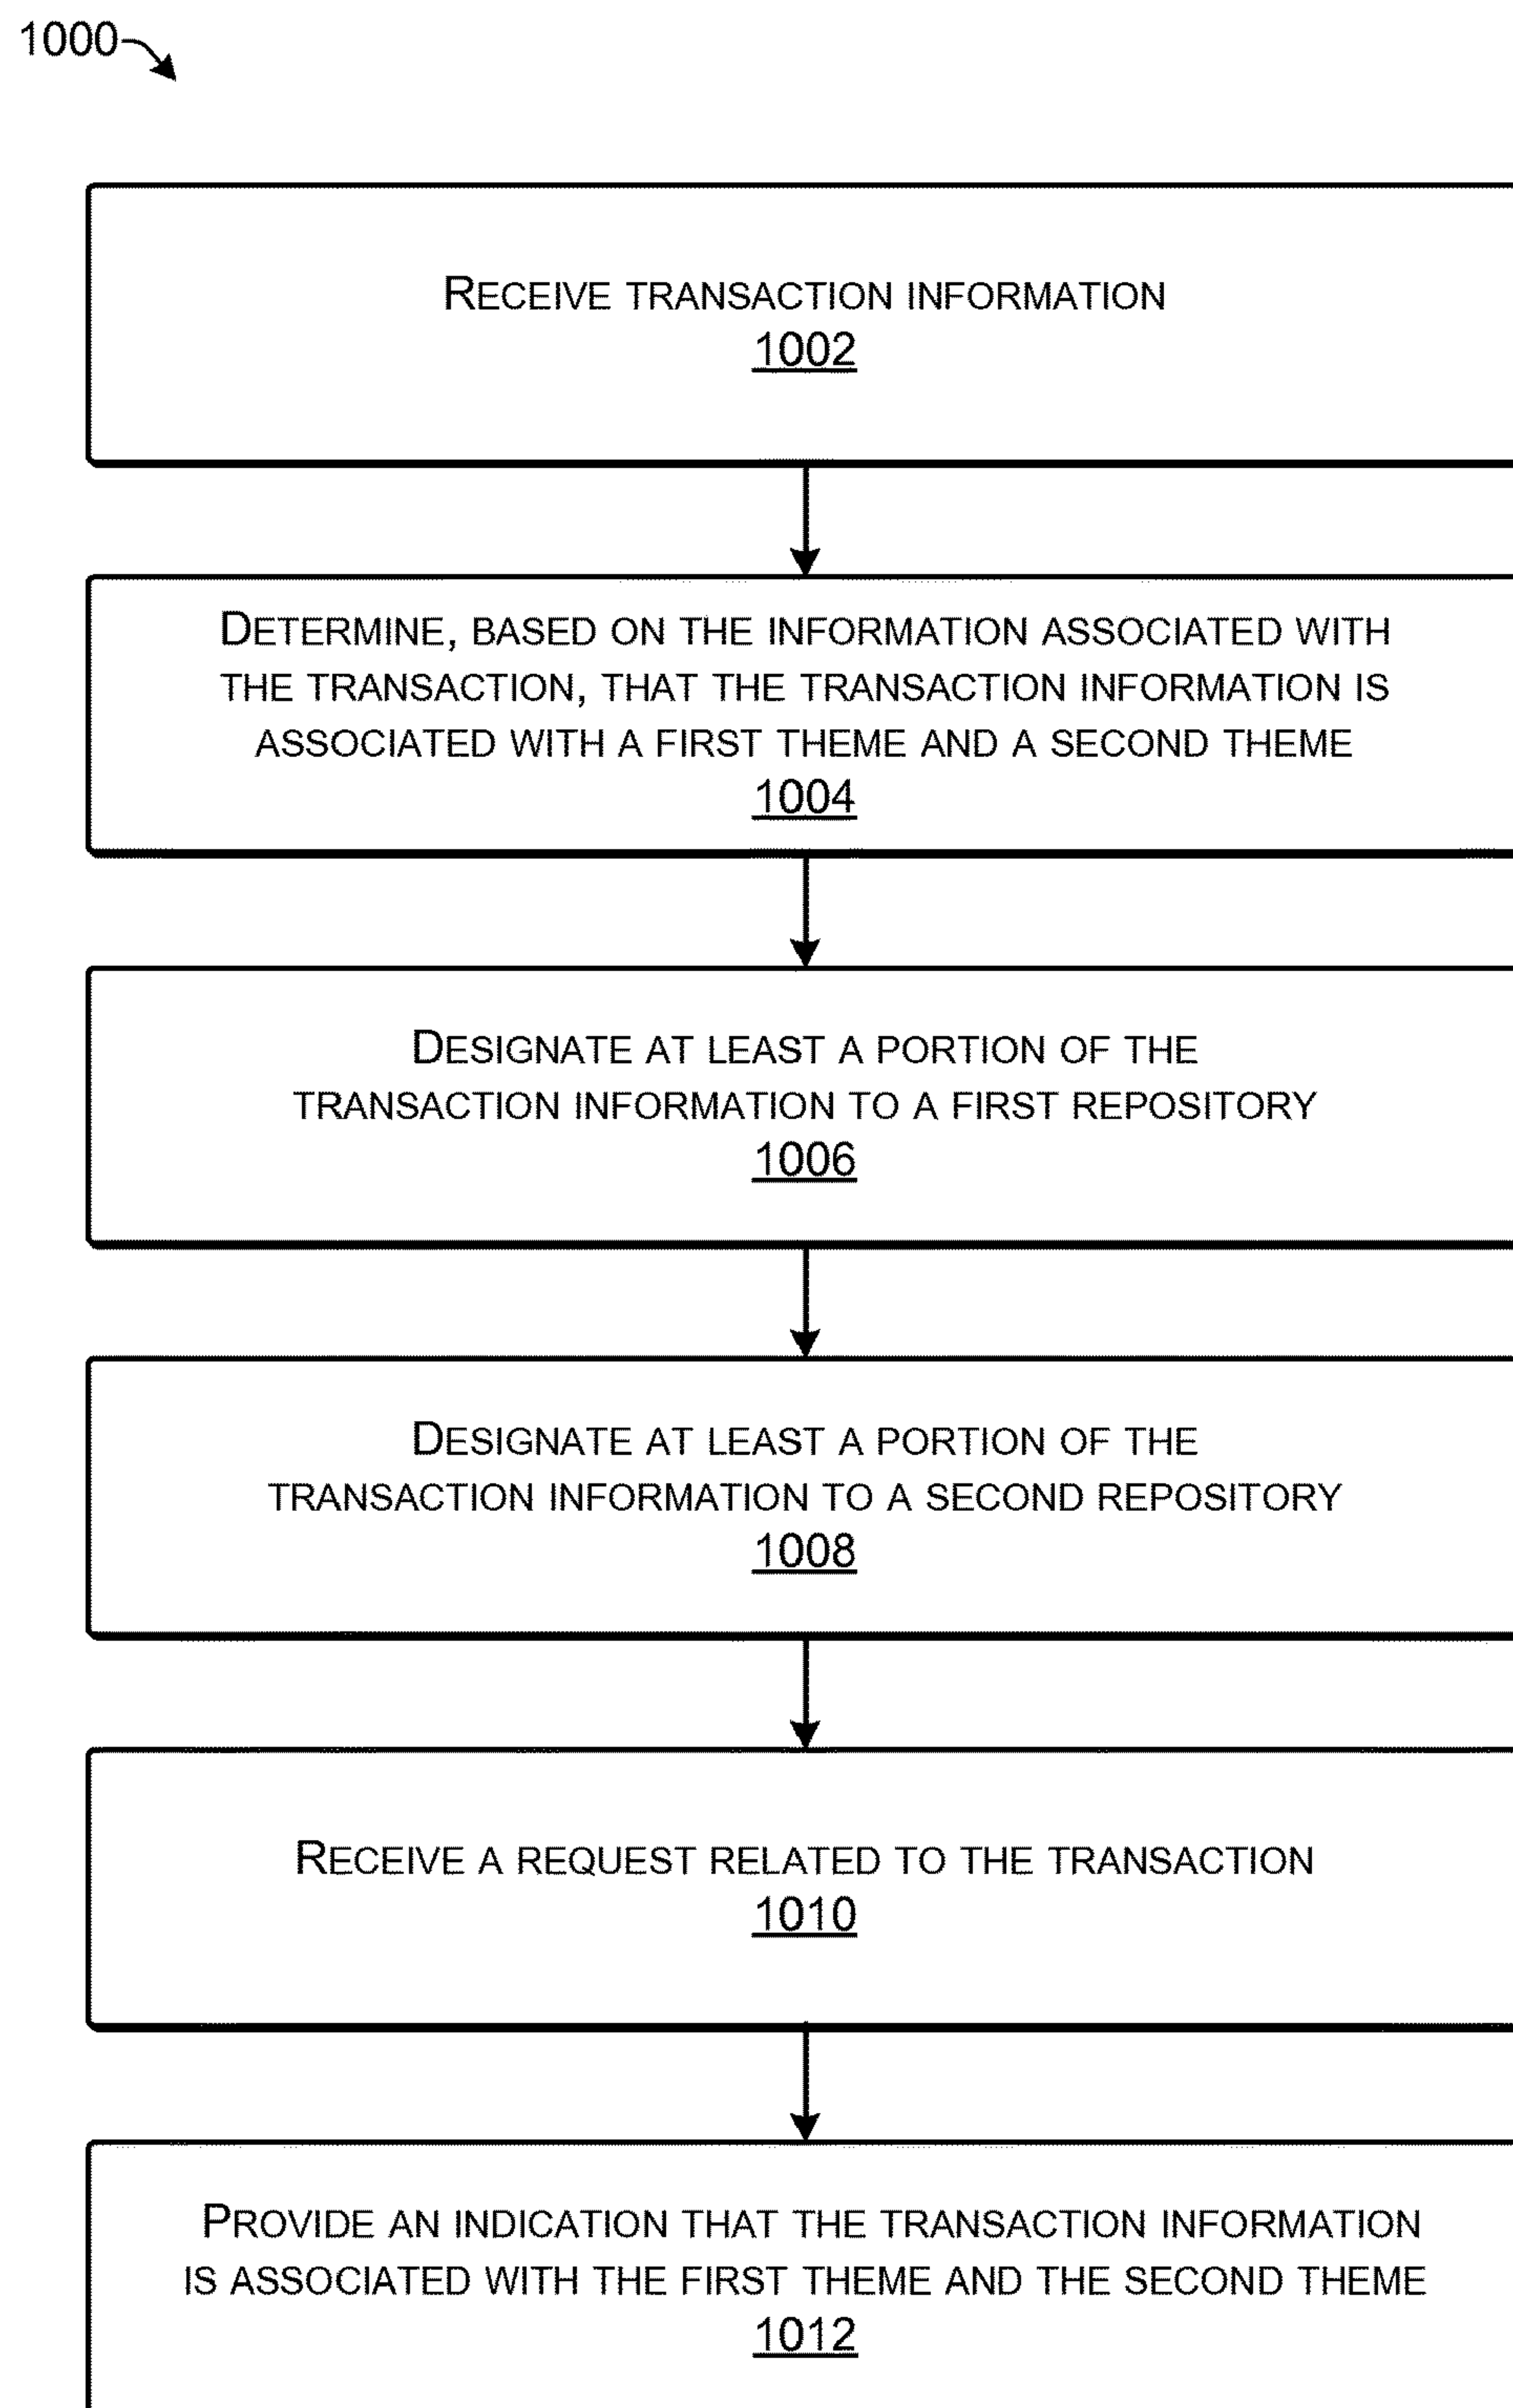 1000
RECEIVE TRANSACTION INFORMATION
1002
DETERMINE, BASED ON THE INFORMATION ASSOCIATED WITH
THE TRANSACTION, THAT THE TRANSACTION INFORMATION IS
ASSOCIATED WITH A FIRST THEME AND A SECOND THEME
1004
DESIGNATE AT LEAST A PORTION OF THE
TRANSACTION INFORMATION TO A FIRST REPOSITORY
1006
DESIGNATE AT LEAST A PORTION OF THE
TRANSACTION INFORMATION TO A SECOND REPOSITORY
1008
RECEIVE A REQUEST RELATED TO THE TRANSACTION
1010
PROVIDE AN INDICATION THAT THE TRANSACTION INFORMATION
IS ASSOCIATED WITH THE FIRST THEME AND THE SECOND THEME
1012